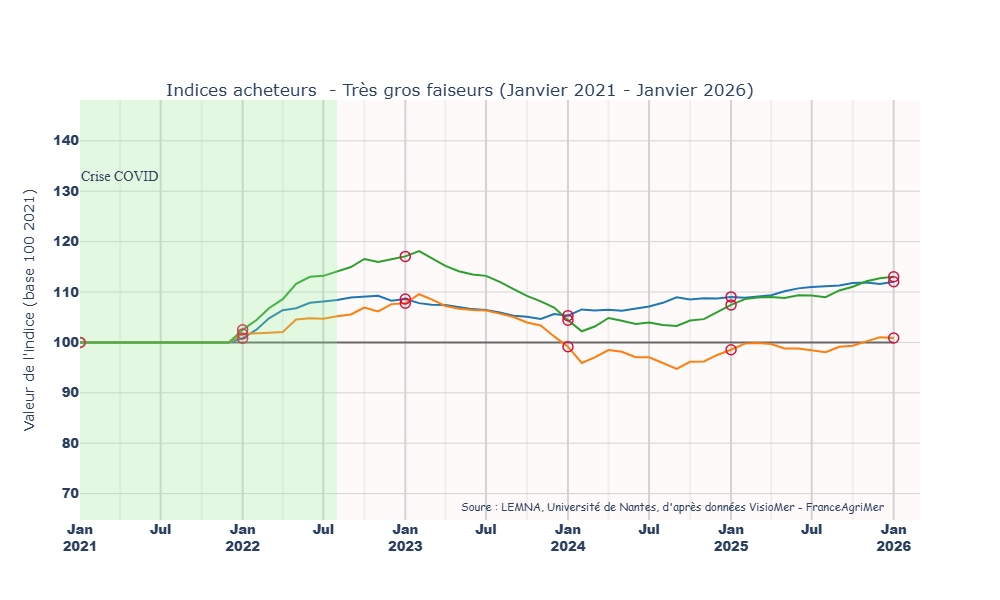 Indices acheteurs  - Très gros faiseurs (Janvier 2021 - Janvier 2026)
Valeur de l'Indice (base 100 2021)
140
130
120
110
100
90
80
70
Crise COVID
Soure : LEMNA, Université de Nantes, d'après données VisioMer - FranceAgriMer
Jan Jul Jan Jul Jan Jul Jan Jul Jan Jul Jan
2021 2022 2023 2024 2025 2026